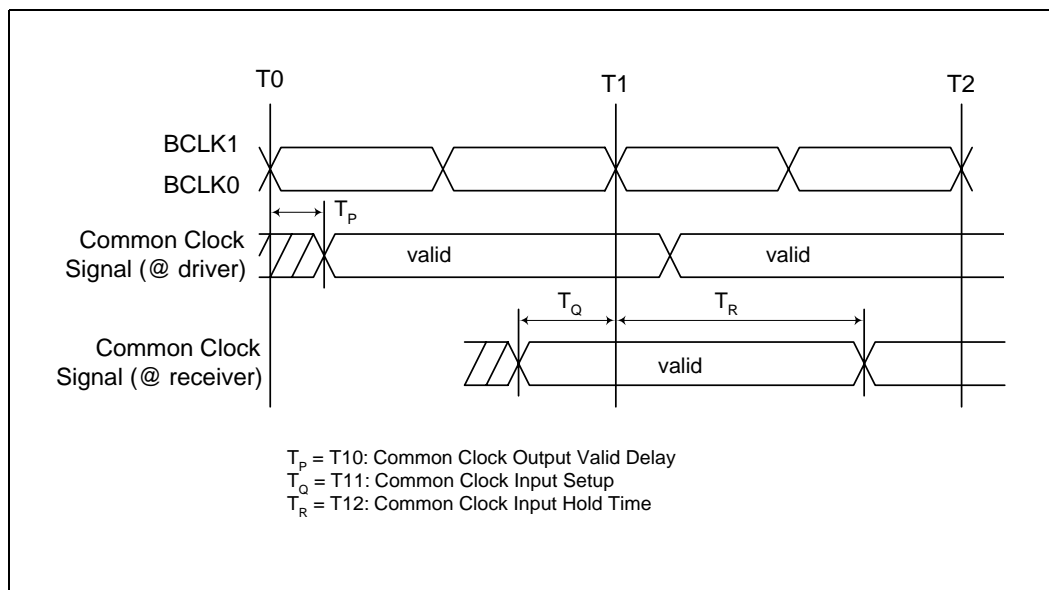 T0 T1 T2
BCLK1
BCLK0
TP
Common Clock
Signal (@ driver)
valid valid
TQ TR
Common Clock
Signal (@ receiver)
valid
TP = T10: Common Clock Output Valid Delay
TQ = T11: Common Clock Input Setup
TR = T12: Common Clock Input Hold Time